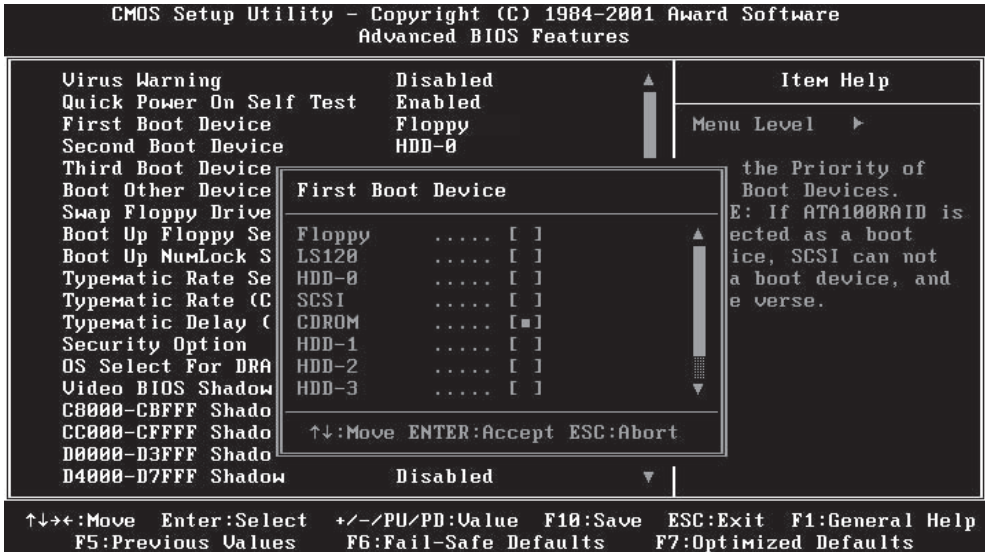 CMOS Setup Utility - Copyright (C) 1984-2001 Award Software
Advanced BIOS Features
Virus Warning Disabled
Quick Power On Self Test Enabled
First Boot Device Floppy
Second Boot Device HDD-0
Third Boot Device
Boot Other Device
Swap Floppy Drive
Boot Up Floppy Se
Boot Up NumLock S
Typematic Rate Se
Typematic Rate (C
Typematic Delay (
Security Option
OS Select For DRA
Video BIOS Shadow
C8000-CBFFF Shado
CC000-CFFFF Shado
D0000-D3FFF Shado
D4000-D7FFF Shadow Disabled
First Boot Device
Floppy ..... [ ]
LS120 ..... [ ]
HDD-0 ..... [ ]
SCSI ..... [ ]
CDROM ..... [■]
HDD-1 ..... [ ]
HDD-2 ..... [ ]
HDD-3 ..... [ ]
↑↓:Move ENTER:Accept ESC:Abort
Item Help
Menu Level ▶
the Priority of
Boot Devices.
E: If ATA100RAID is
ected as a boot
ice, SCSI can not
a boot device, and
e verse.
↑↓→←:Move Enter:Select +/-/PU/PD:Value F10:Save ESC:Exit F1:General Help
F5:Previous Values F6:Fail-Safe Defaults F7:Optimized Defaults